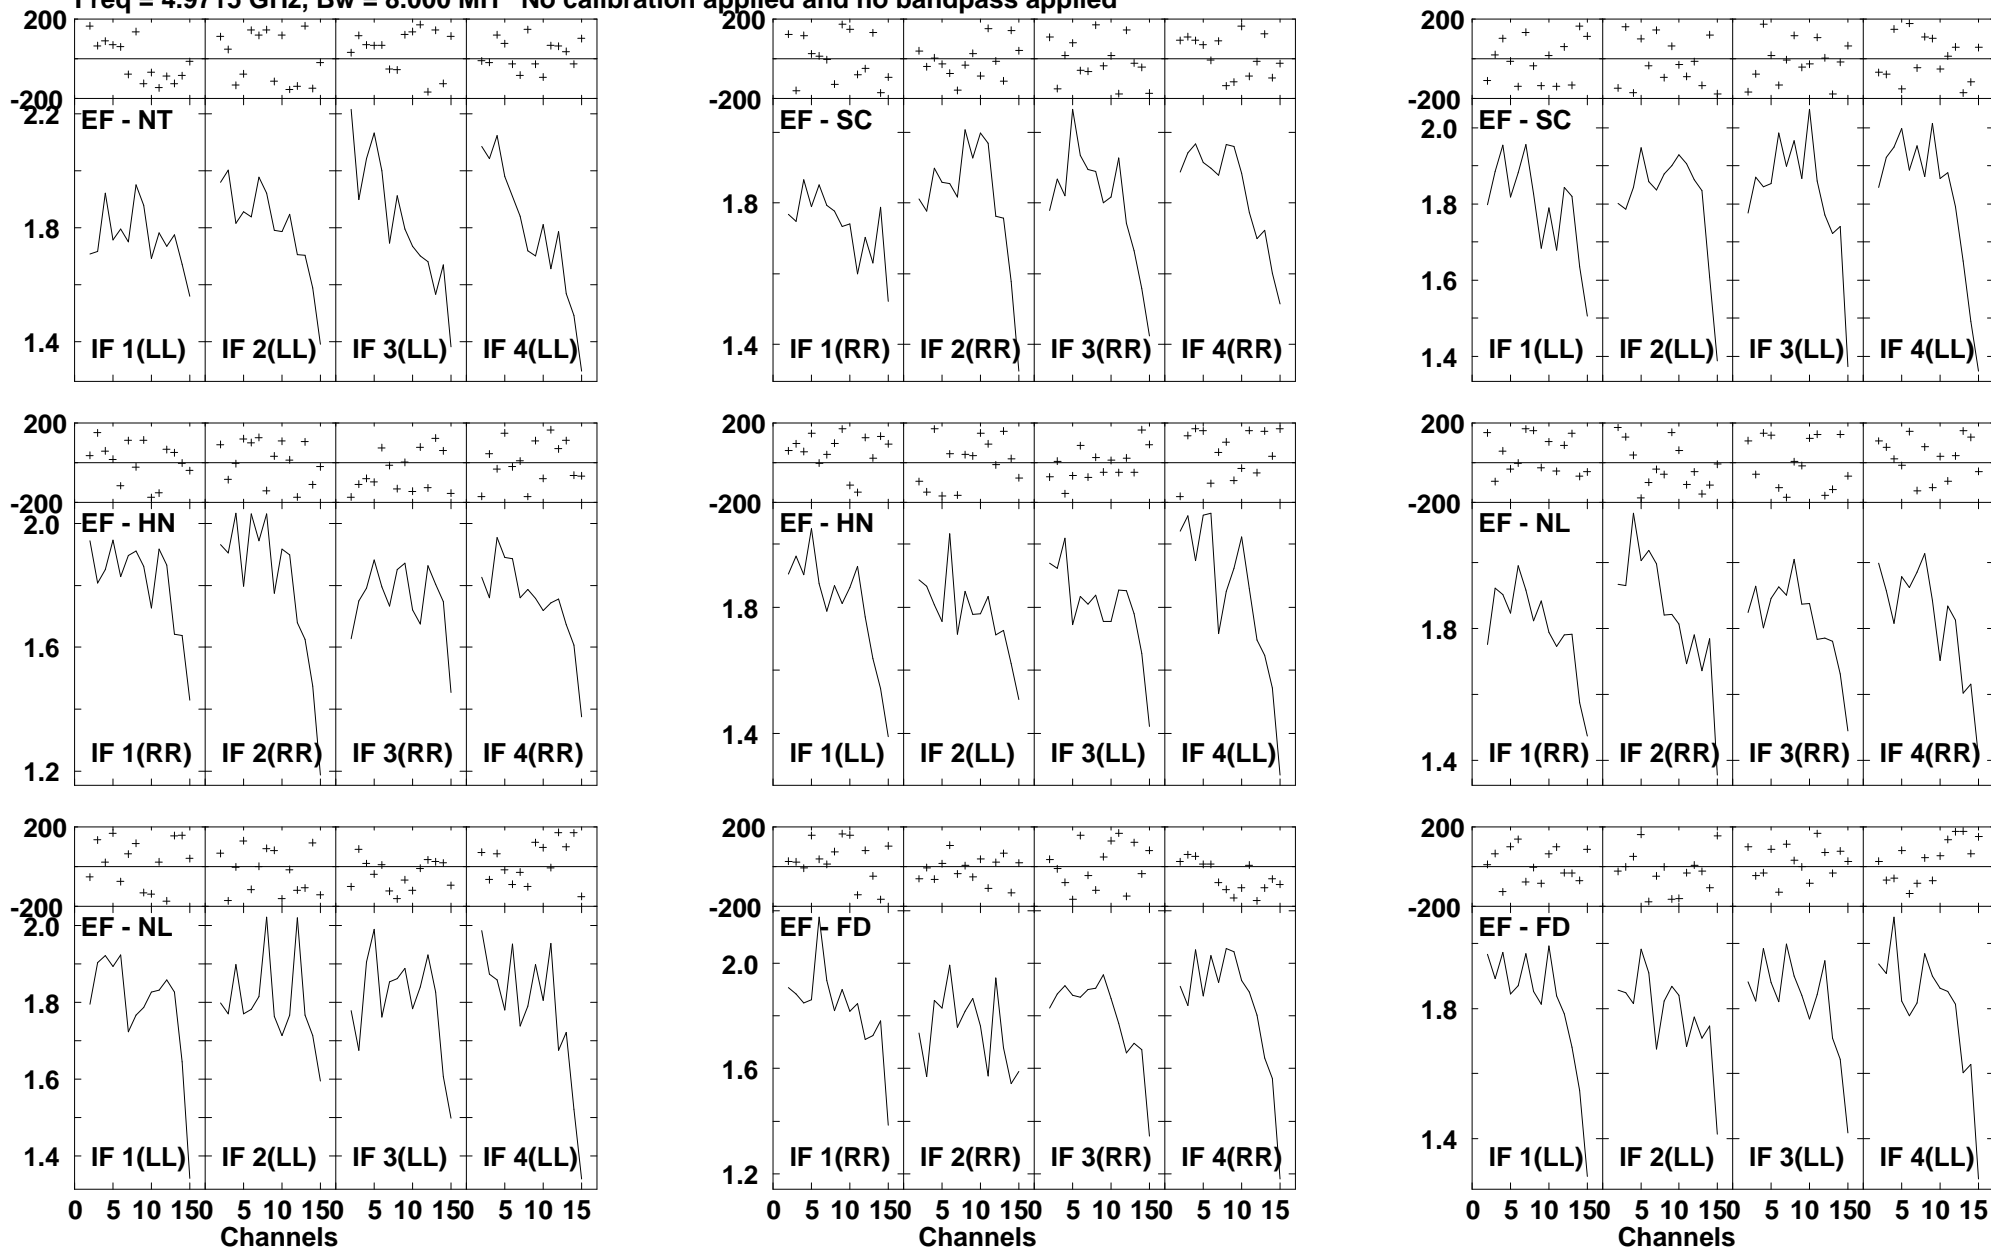 Freq = 4.9715 GHz, Bw = 8.000 MH No calibration applied and no bandpass applied
200 200 200
-200 -200 -200
2.2 EF - NT EF - SC 2.0 EF - SC
1.8 1.8 1.8
1.6
1.4 1.4 1.4
IF 1(LL) IF 2(LL) IF 3(LL) IF 4(LL) IF 1(RR) IF 2(RR) IF 3(RR) IF 4(RR) IF 1(LL) IF 2(LL) IF 3(LL) IF 4(LL)
200 200 200
-200 -200 -200
2.0 EF - HN EF - HN EF - NL
1.6 1.8 1.8
1.2 1.4 1.4
IF 1(RR) IF 2(RR) IF 3(RR) IF 4(RR) IF 1(LL) IF 2(LL) IF 3(LL) IF 4(LL) IF 1(RR) IF 2(RR) IF 3(RR) IF 4(RR)
200 200 200
-200 -200 -200
2.0 EF - NL EF - FD EF - FD
1.8 2.0 1.8
1.6 1.6
1.4 1.2 1.4
IF 1(LL) IF 2(LL) IF 3(LL) IF 4(LL) IF 1(RR) IF 2(RR) IF 3(RR) IF 4(RR) IF 1(LL) IF 2(LL) IF 3(LL) IF 4(LL)
0 5 10 150 5 10 150 5 10 150 5 10 15 0 5 10 150 5 10 150 5 10 150 5 10 15 0 5 10 150 5 10 150 5 10 150 5 10 15
Channels Channels Channels